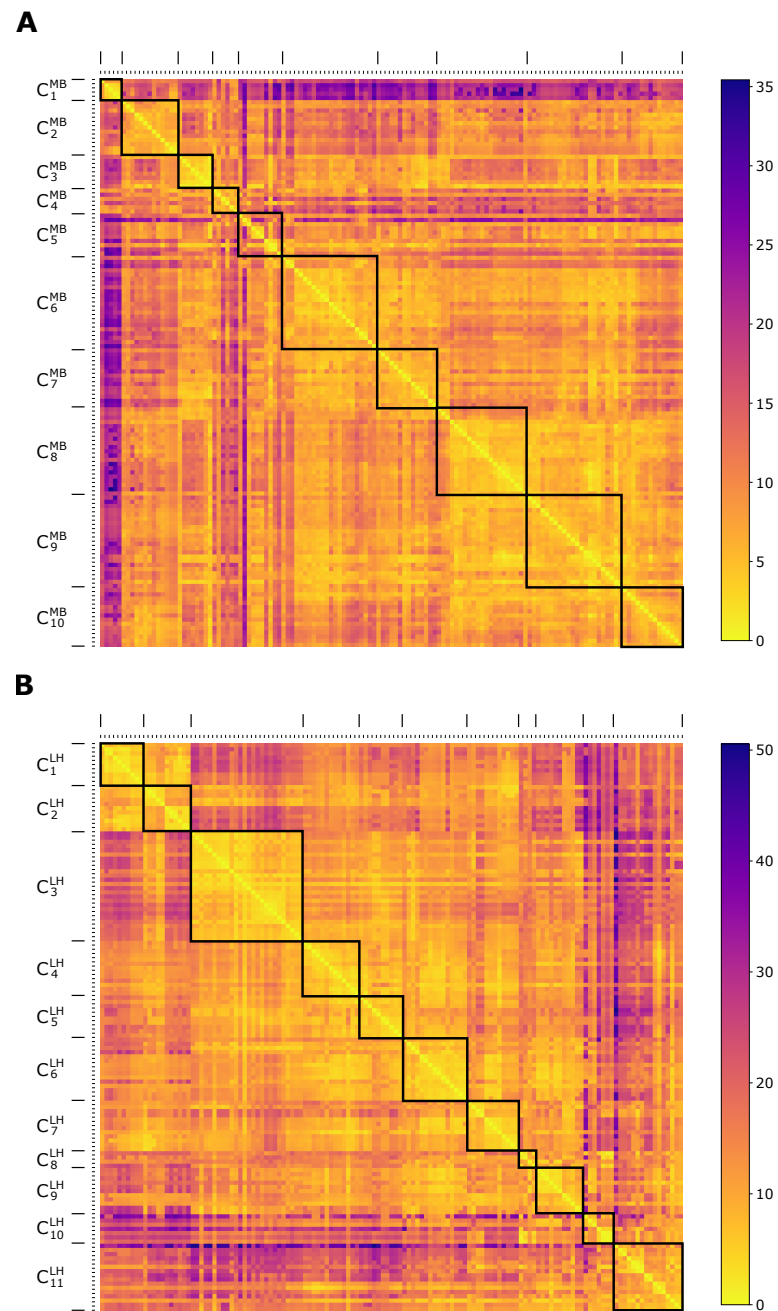 A
C₁ᴹᴮ
C₂ᴹᴮ
C₃ᴹᴮ
C₄ᴹᴮ
C₅ᴹᴮ
C₆ᴹᴮ
C₇ᴹᴮ
C₈ᴹᴮ
C₉ᴹᴮ
C₁₀ᴹᴮ
35
30
25
20
15
10
5
0
B
C₁ᴸᴴ
C₂ᴸᴴ
C₃ᴸᴴ
C₄ᴸᴴ
C₅ᴸᴴ
C₆ᴸᴴ
C₇ᴸᴴ
C₈ᴸᴴ
C₉ᴸᴴ
C₁₀ᴸᴴ
C₁₁ᴸᴴ
50
40
30
20
10
0